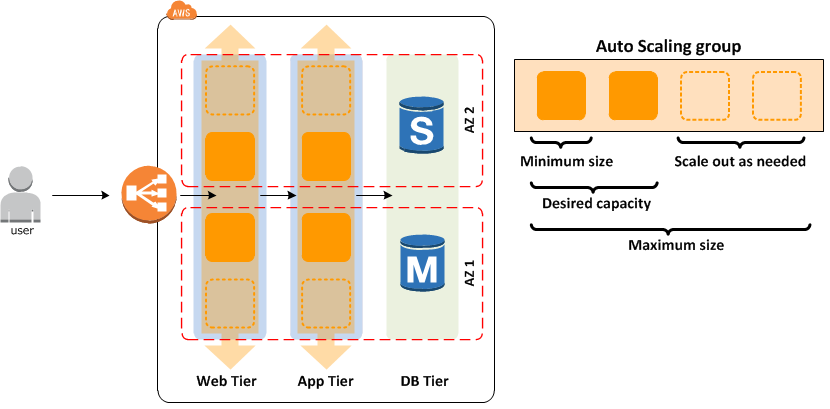 AWS
Auto Scaling group
AZ 2
S
Minimum size
Scale out as needed
Desired capacity
user
Maximum size
AZ 1
M
Web Tier
App Tier
DB Tier